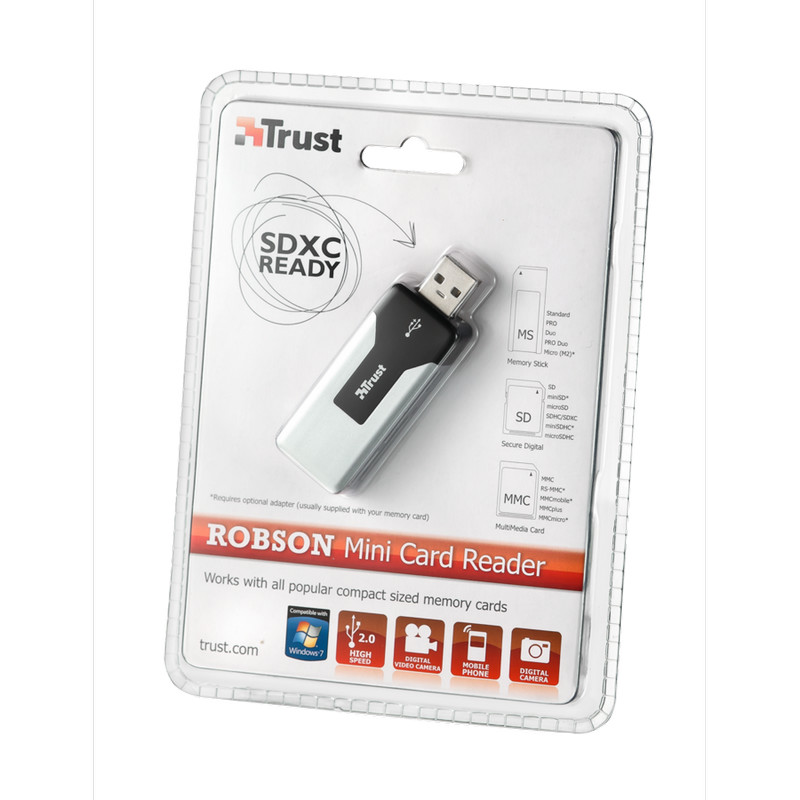 Trust
SDXC
READY
Trust
MS
Standard
PRO
Duo
PRO Duo
Micro (M2)*
Memory Stick
SD
SD
miniSD*
microSD
SDHC/SDXC
miniSDHC*
microSDHC
Secure Digital
MMC
MMC
RS-MMC*
MMCmobile*
MMCplus
MMCmicro*
MultiMedia Card
*Requires optional adapter (usually supplied with your memory card)
ROBSON Mini Card Reader
Works with all popular compact sized memory cards
trust.com
Compatible with
Windows 7
2.0
HIGH
SPEED
DIGITAL
VIDEO CAMERA
MOBILE
PHONE
DIGITAL
CAMERA